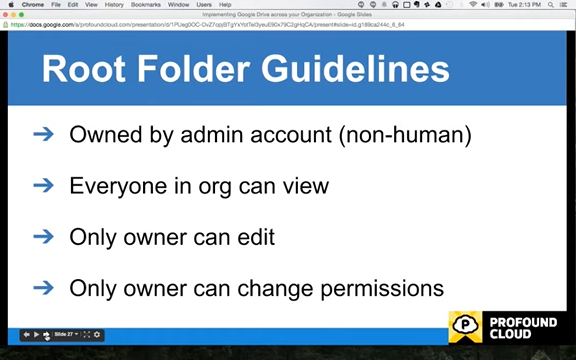 Chrome File Edit View History Bookmarks Window Users Help
Tue 2:13 PM
Implementing Google Drive across your Organization - Google Slides
Root Folder Guidelines
➔ Owned by admin account (non-human)
➔ Everyone in org can view
➔ Only owner can edit
➔ Only owner can change permissions
Slide 27
PROFOUND
CLOUD